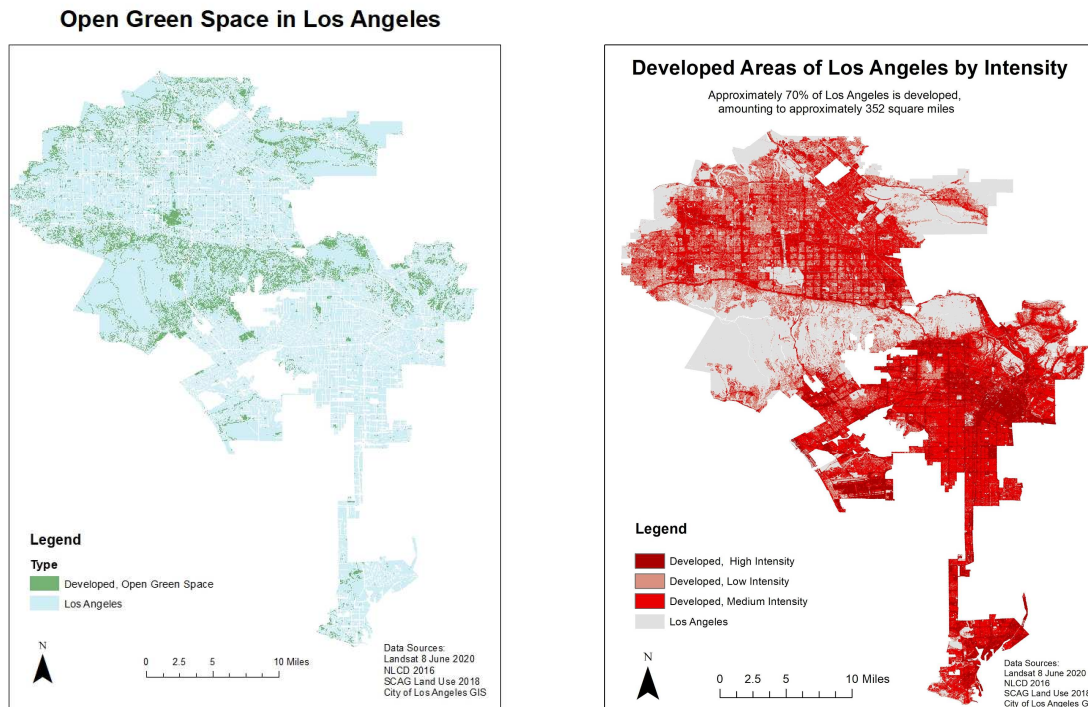 Open Green Space in Los Angeles
Legend
Type
Developed, Open Green Space
Los Angeles
N
0 2.5 5 10 Miles
Data Sources:
Landsat 8 June 2020
NLCD 2016
SCAG Land Use 2018
City of Los Angeles GIS
Developed Areas of Los Angeles by Intensity
Approximately 70% of Los Angeles is developed,
amounting to approximately 352 square miles
Legend
Developed, High Intensity
Developed, Low Intensity
Developed, Medium Intensity
Los Angeles
N
0 2.5 5 10 Miles
Data Sources:
Landsat 8 June 2020
NLCD 2016
SCAG Land Use 2018
City of Los Angeles G